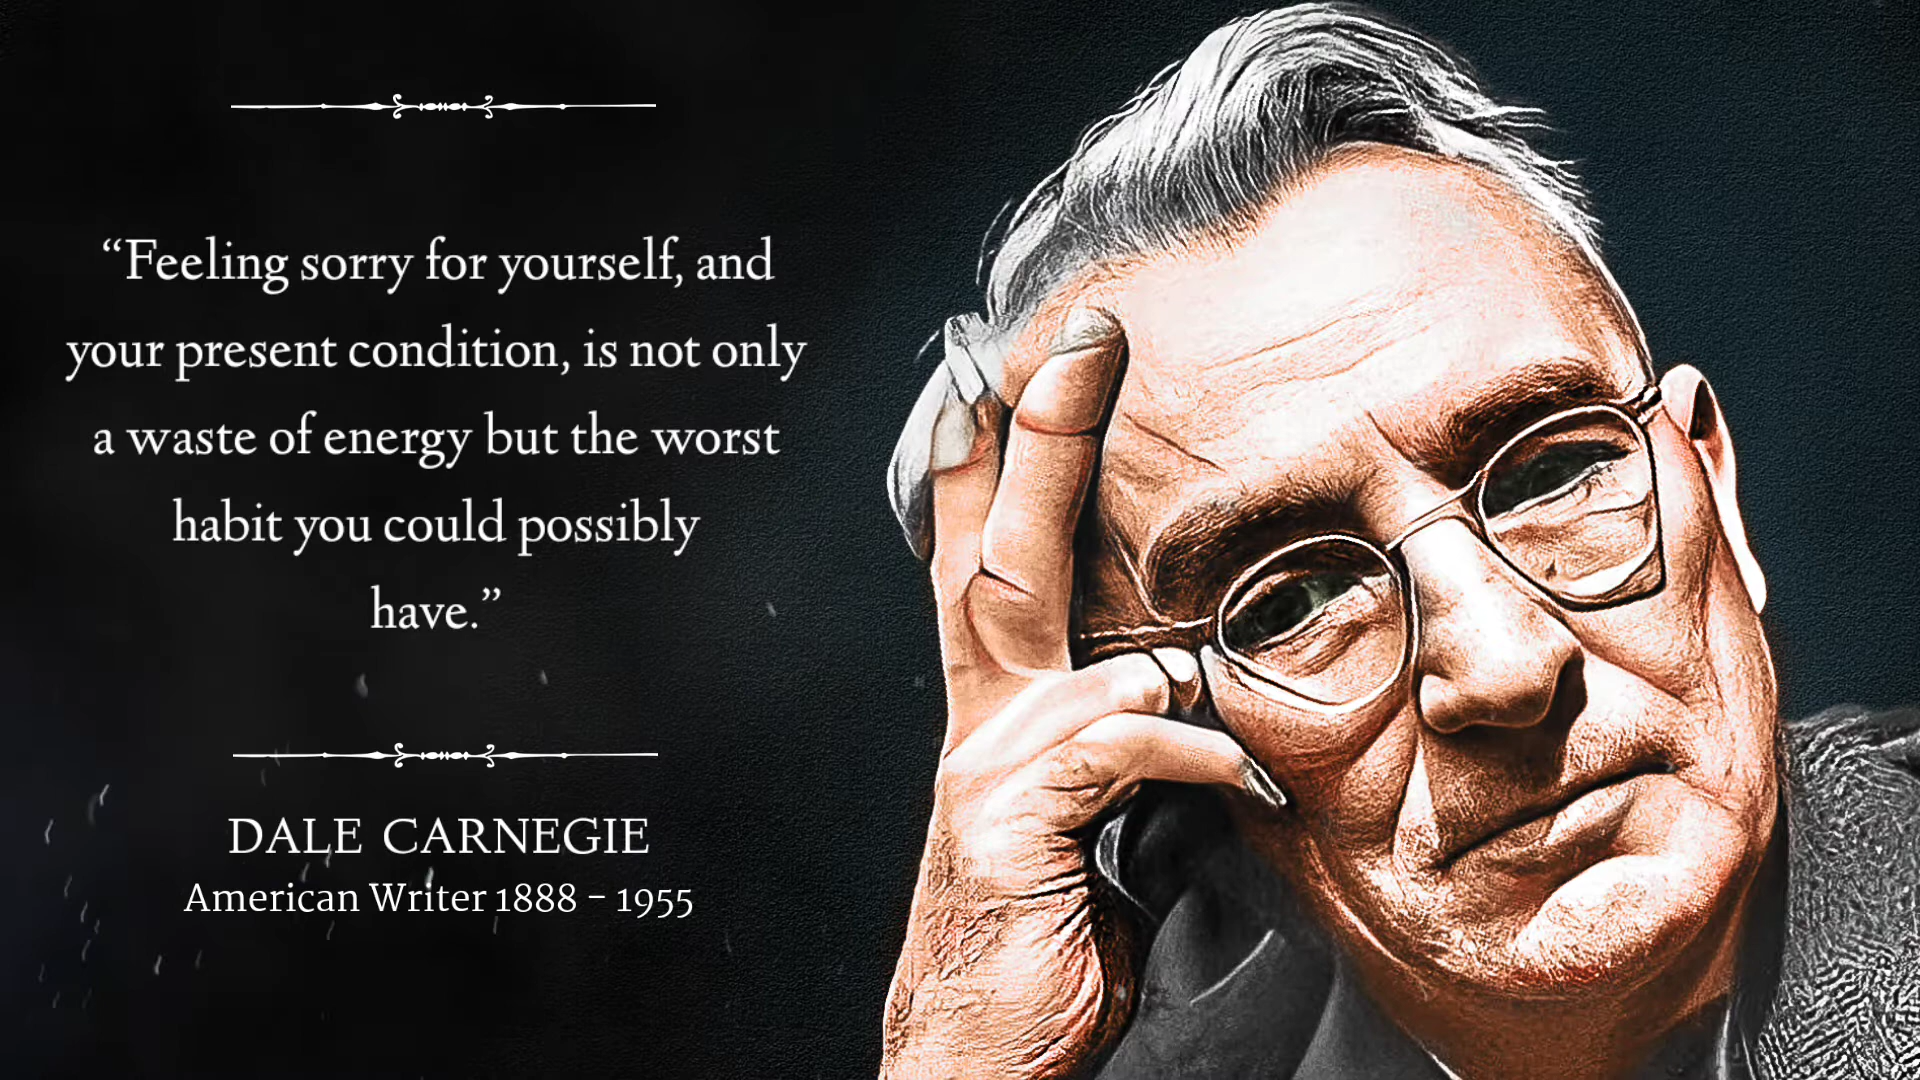 “Feeling sorry for yourself, and
your present condition, is not only
a waste of energy but the worst
habit you could possibly
have.”
DALE CARNEGIE
American Writer 1888 – 1955